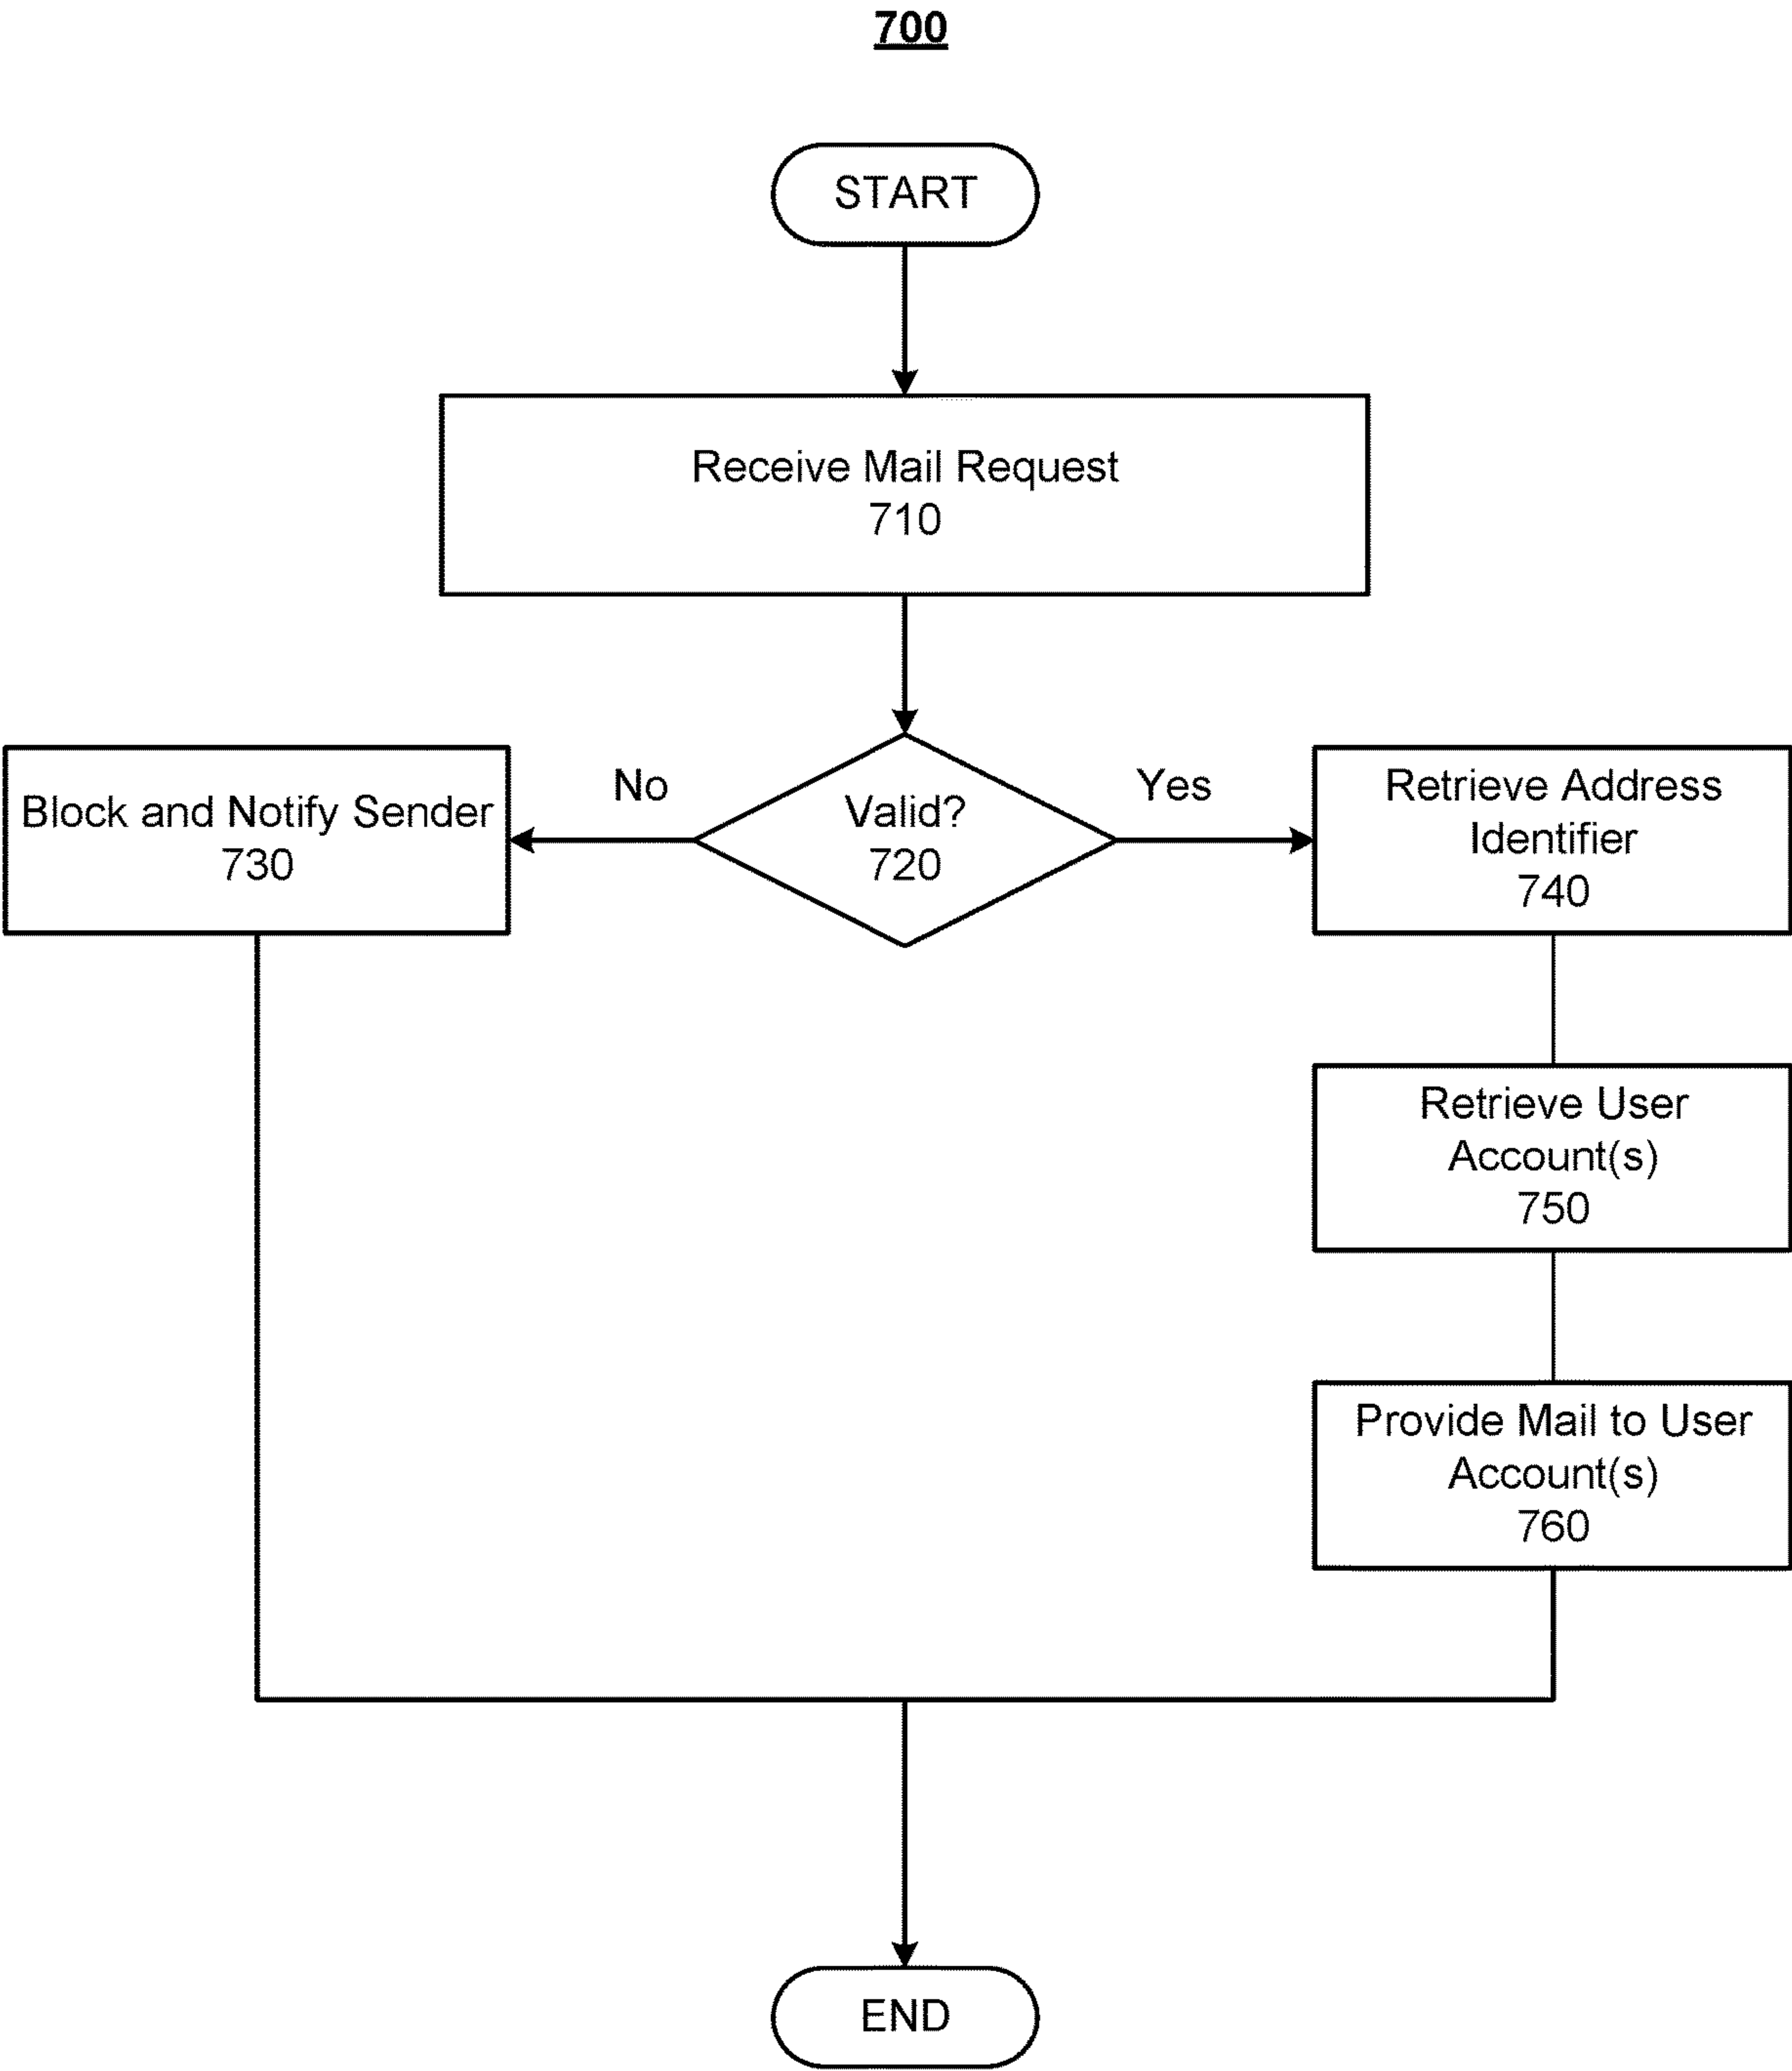 700
START
Receive Mail Request
710
No
Yes
Block and Notify Sender
730
Valid?
720
Retrieve Address
Identifier
740
Retrieve User
Account(s)
750
Provide Mail to User
Account(s)
760
END